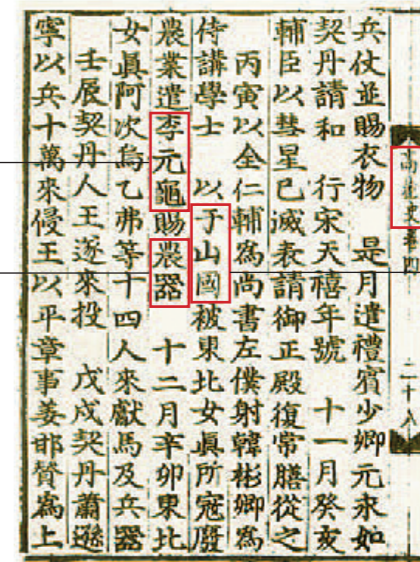 高麗史卷四 二十八
兵仗並賜衣物 是月遣禮賓少卿元永如
契丹請和 行宋天禧年號 十一月癸亥
輔臣以彗星已滅表請御正殿復常膳從之
丙寅以全仁輔爲尚書左僕射韓彬卿爲
侍講學士 以于山國被東北女眞所寇廢
農業遣李元龜賜農器 十二月辛卯東北
女眞阿次烏乙弗等十四人來獻馬及兵器
壬辰契丹人王遂來投 戊戌契丹蕭遜
寧以兵十萬來侵王以平章事姜邯贊爲上